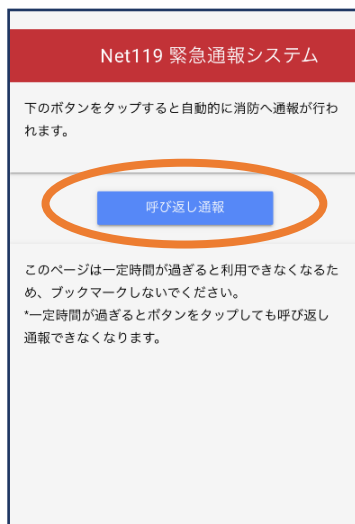 Net119 緊急通報システム
下のボタンをタップすると自動的に消防へ通報が行わ
れます。
呼び返し通報
このページは一定時間が過ぎると利用できなくなるた
め、ブックマークしないでください。
*一定時間が過ぎるとボタンをタップしても呼び返し
通報できなくなります。